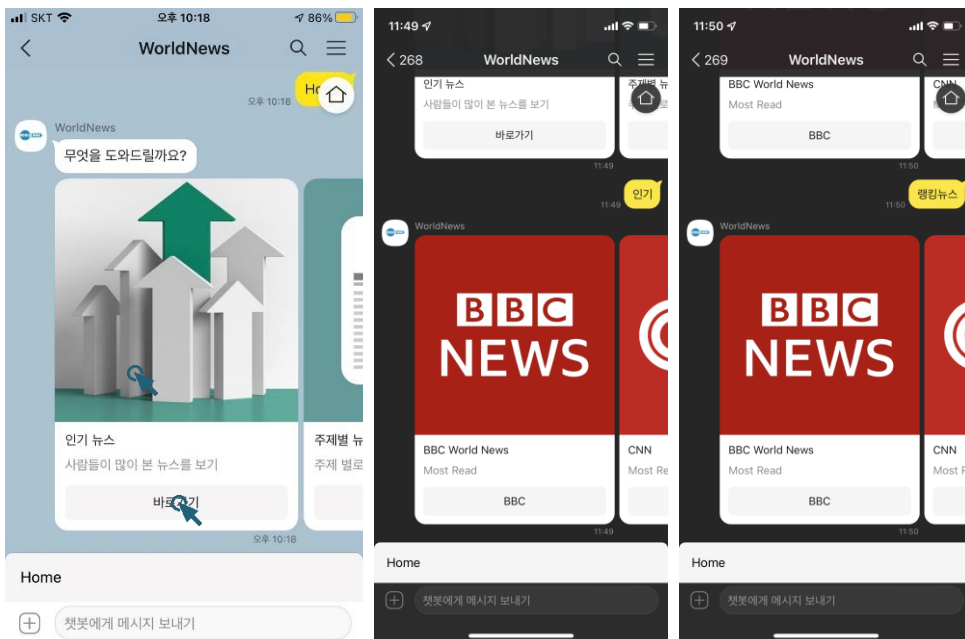 SKT 오후 10:18 86%
WorldNews
오후 10:18
WorldNews
무엇을 도와드릴까요?
인기 뉴스
사람들이 많이 본 뉴스를 보기
바로가기
주제별 뉴
주제 별로
오후 10:18
Home
챗봇에게 메시지 보내기
11:49
268 WorldNews
인기 뉴스
사람들이 많이 본 뉴스를 보기
바로가기
11:49
11:49 인기
WorldNews
BBC
NEWS
BBC World News
Most Read
BBC
CNN
Most Re
11:49
Home
챗봇에게 메시지 보내기
11:50
269 WorldNews
BBC World News
Most Read
BBC
CNN
11:50
11:50 랭킹뉴스
WorldNews
BBC
NEWS
BBC World News
Most Read
BBC
CNN
Most R
11:50
Home
챗봇에게 메시지 보내기